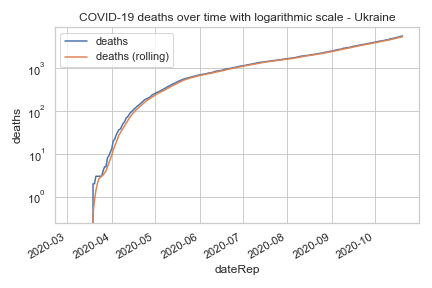 COVID-19 deaths over time with logarithmic scale - Ukraine
deaths
deaths (rolling)
10³
10²
10¹
10⁰
deaths
2020-03
2020-04
2020-05
2020-06
2020-07
2020-08
2020-09
2020-10
dateRep